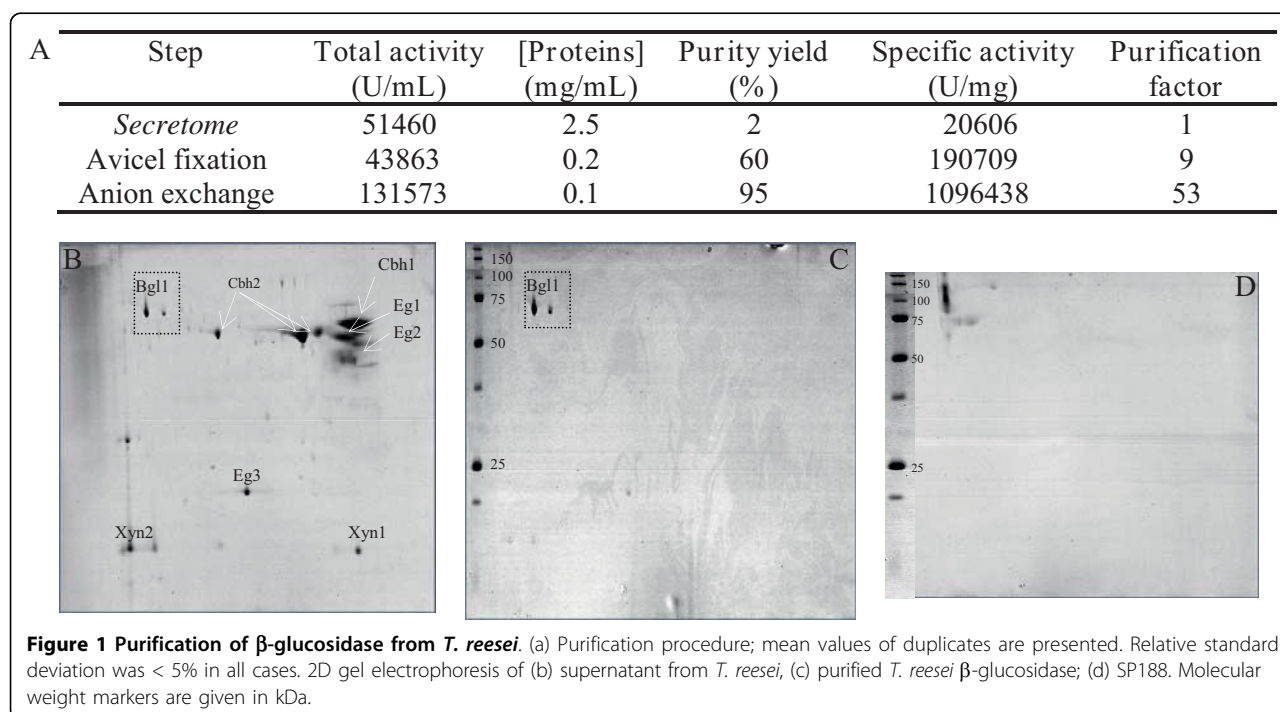 A
Step Total activity [Proteins] Purity yield Specific activity Purification
(U/mL) (mg/mL) (%) (U/mg) factor
Secretome 51460 2.5 2 20606 1
Avicel fixation 43863 0.2 60 190709 9
Anion exchange 131573 0.1 95 1096438 53
B
Bgl1
Cbh2
Cbh1
Eg1
Eg2
Eg3
Xyn2
Xyn1
C
150
100
75
50
25
Bgl1
D
150
100
75
50
25
Figure 1 Purification of β-glucosidase from T. reesei. (a) Purification procedure; mean values of duplicates are presented. Relative standard
deviation was < 5% in all cases. 2D gel electrophoresis of (b) supernatant from T. reesei, (c) purified T. reesei β-glucosidase; (d) SP188. Molecular
weight markers are given in kDa.